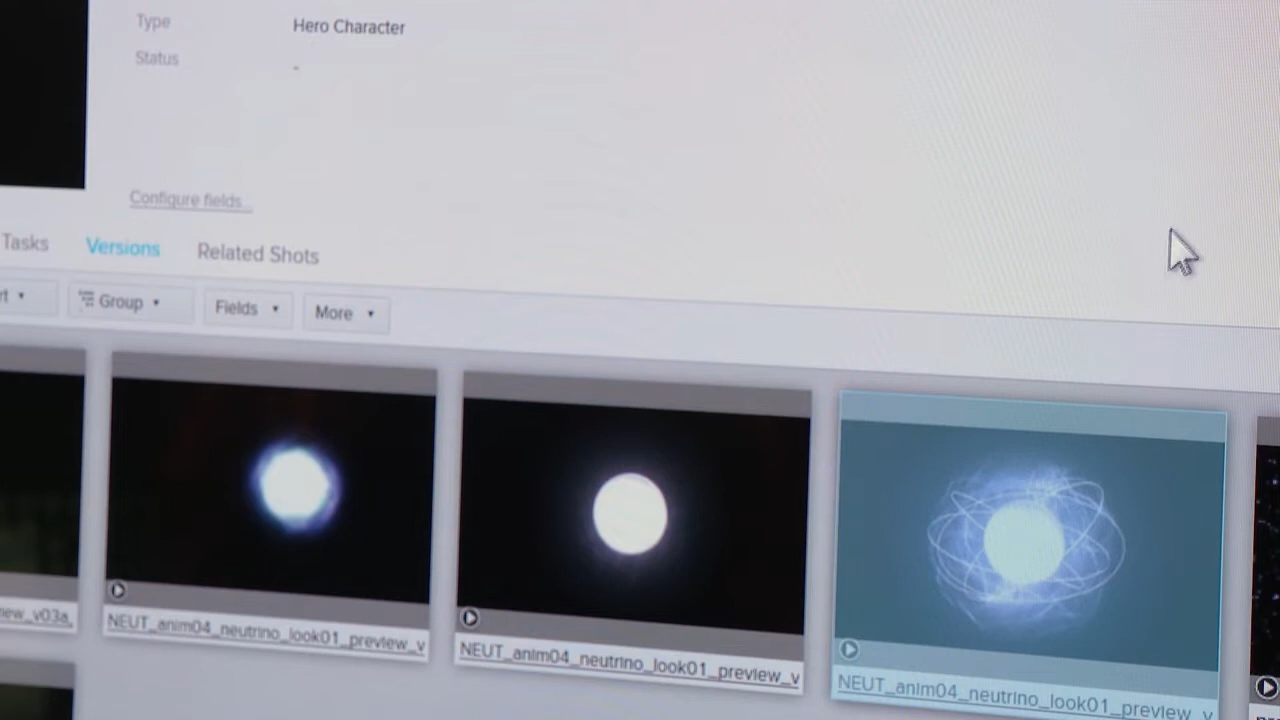 Type Hero Character
Status -
Configure fields...
Tasks Versions Related Shots
Group Fields More
NEUT_anim04_neutrino_look01_preview_v
NEUT_anim04_neutrino_look01_preview_v
NEUT_anim04_neutrino_look01_preview_v